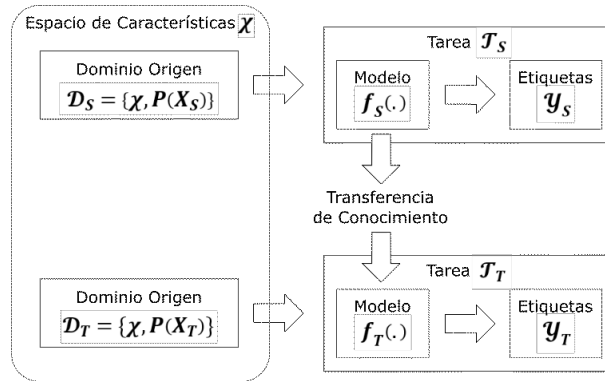 Espacio de Características χ
Dominio Origen
𝒟_S = {χ, P(X_S)}
Tarea 𝒯_S
Modelo
f_S(.)
Etiquetas
𝒴_S
Transferencia
de Conocimiento
Dominio Origen
𝒟_T = {χ, P(X_T)}
Tarea 𝒯_T
Modelo
f_T(.)
Etiquetas
𝒴_T